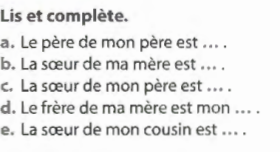 Lis et complète.
a. Le père de mon père est ... .
b. La sœur de ma mère est ... .
c. La sœur de mon père est ... .
d. Le frère de ma mère est mon ... .
e. La sœur de mon cousin est ... .